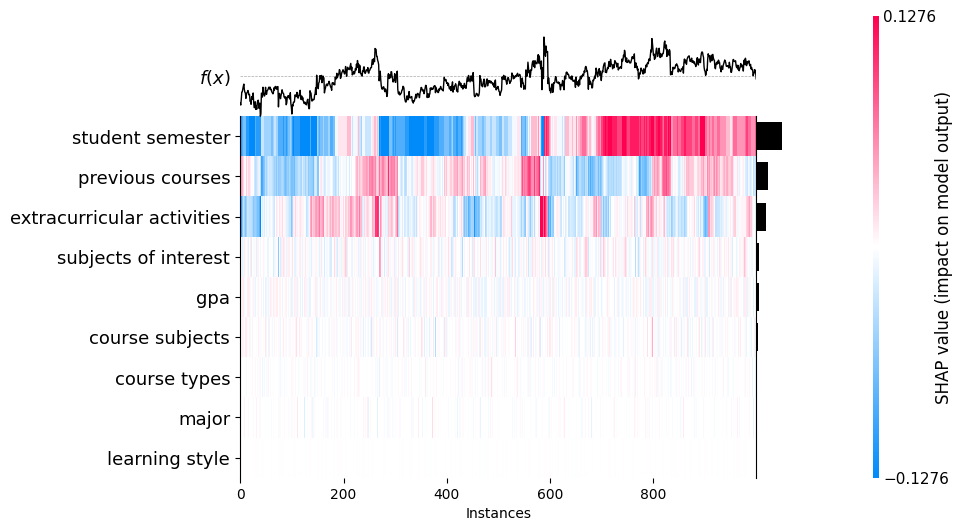 0.1276
f(x)
student semester
previous courses
extracurricular activities
subjects of interest
gpa
course subjects
course types
major
learning style
0 200 400 600 800
Instances
SHAP value (impact on model output)
−0.1276